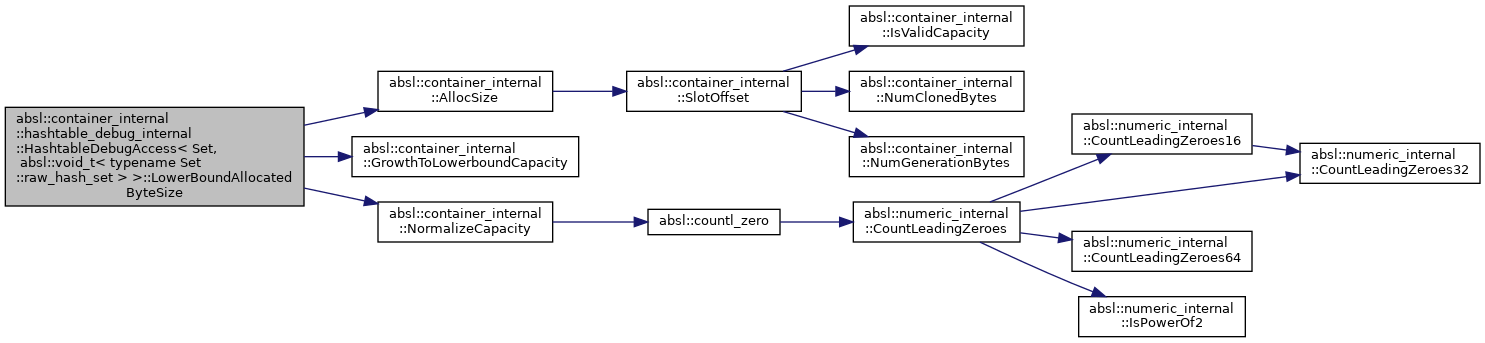 absl::container_internal
::hashtable_debug_internal
::HashtableDebugAccess< Set,
absl::void_t< typename Set
::raw_hash_set > >::LowerBoundAllocated
ByteSize
absl::container_internal
::AllocSize
absl::container_internal
::GrowthToLowerboundCapacity
absl::container_internal
::NormalizeCapacity
absl::container_internal
::SlotOffset
absl::countl_zero
absl::container_internal
::IsValidCapacity
absl::container_internal
::NumClonedBytes
absl::container_internal
::NumGenerationBytes
absl::numeric_internal
::CountLeadingZeroes
absl::numeric_internal
::CountLeadingZeroes16
absl::numeric_internal
::CountLeadingZeroes32
absl::numeric_internal
::CountLeadingZeroes64
absl::numeric_internal
::IsPowerOf2